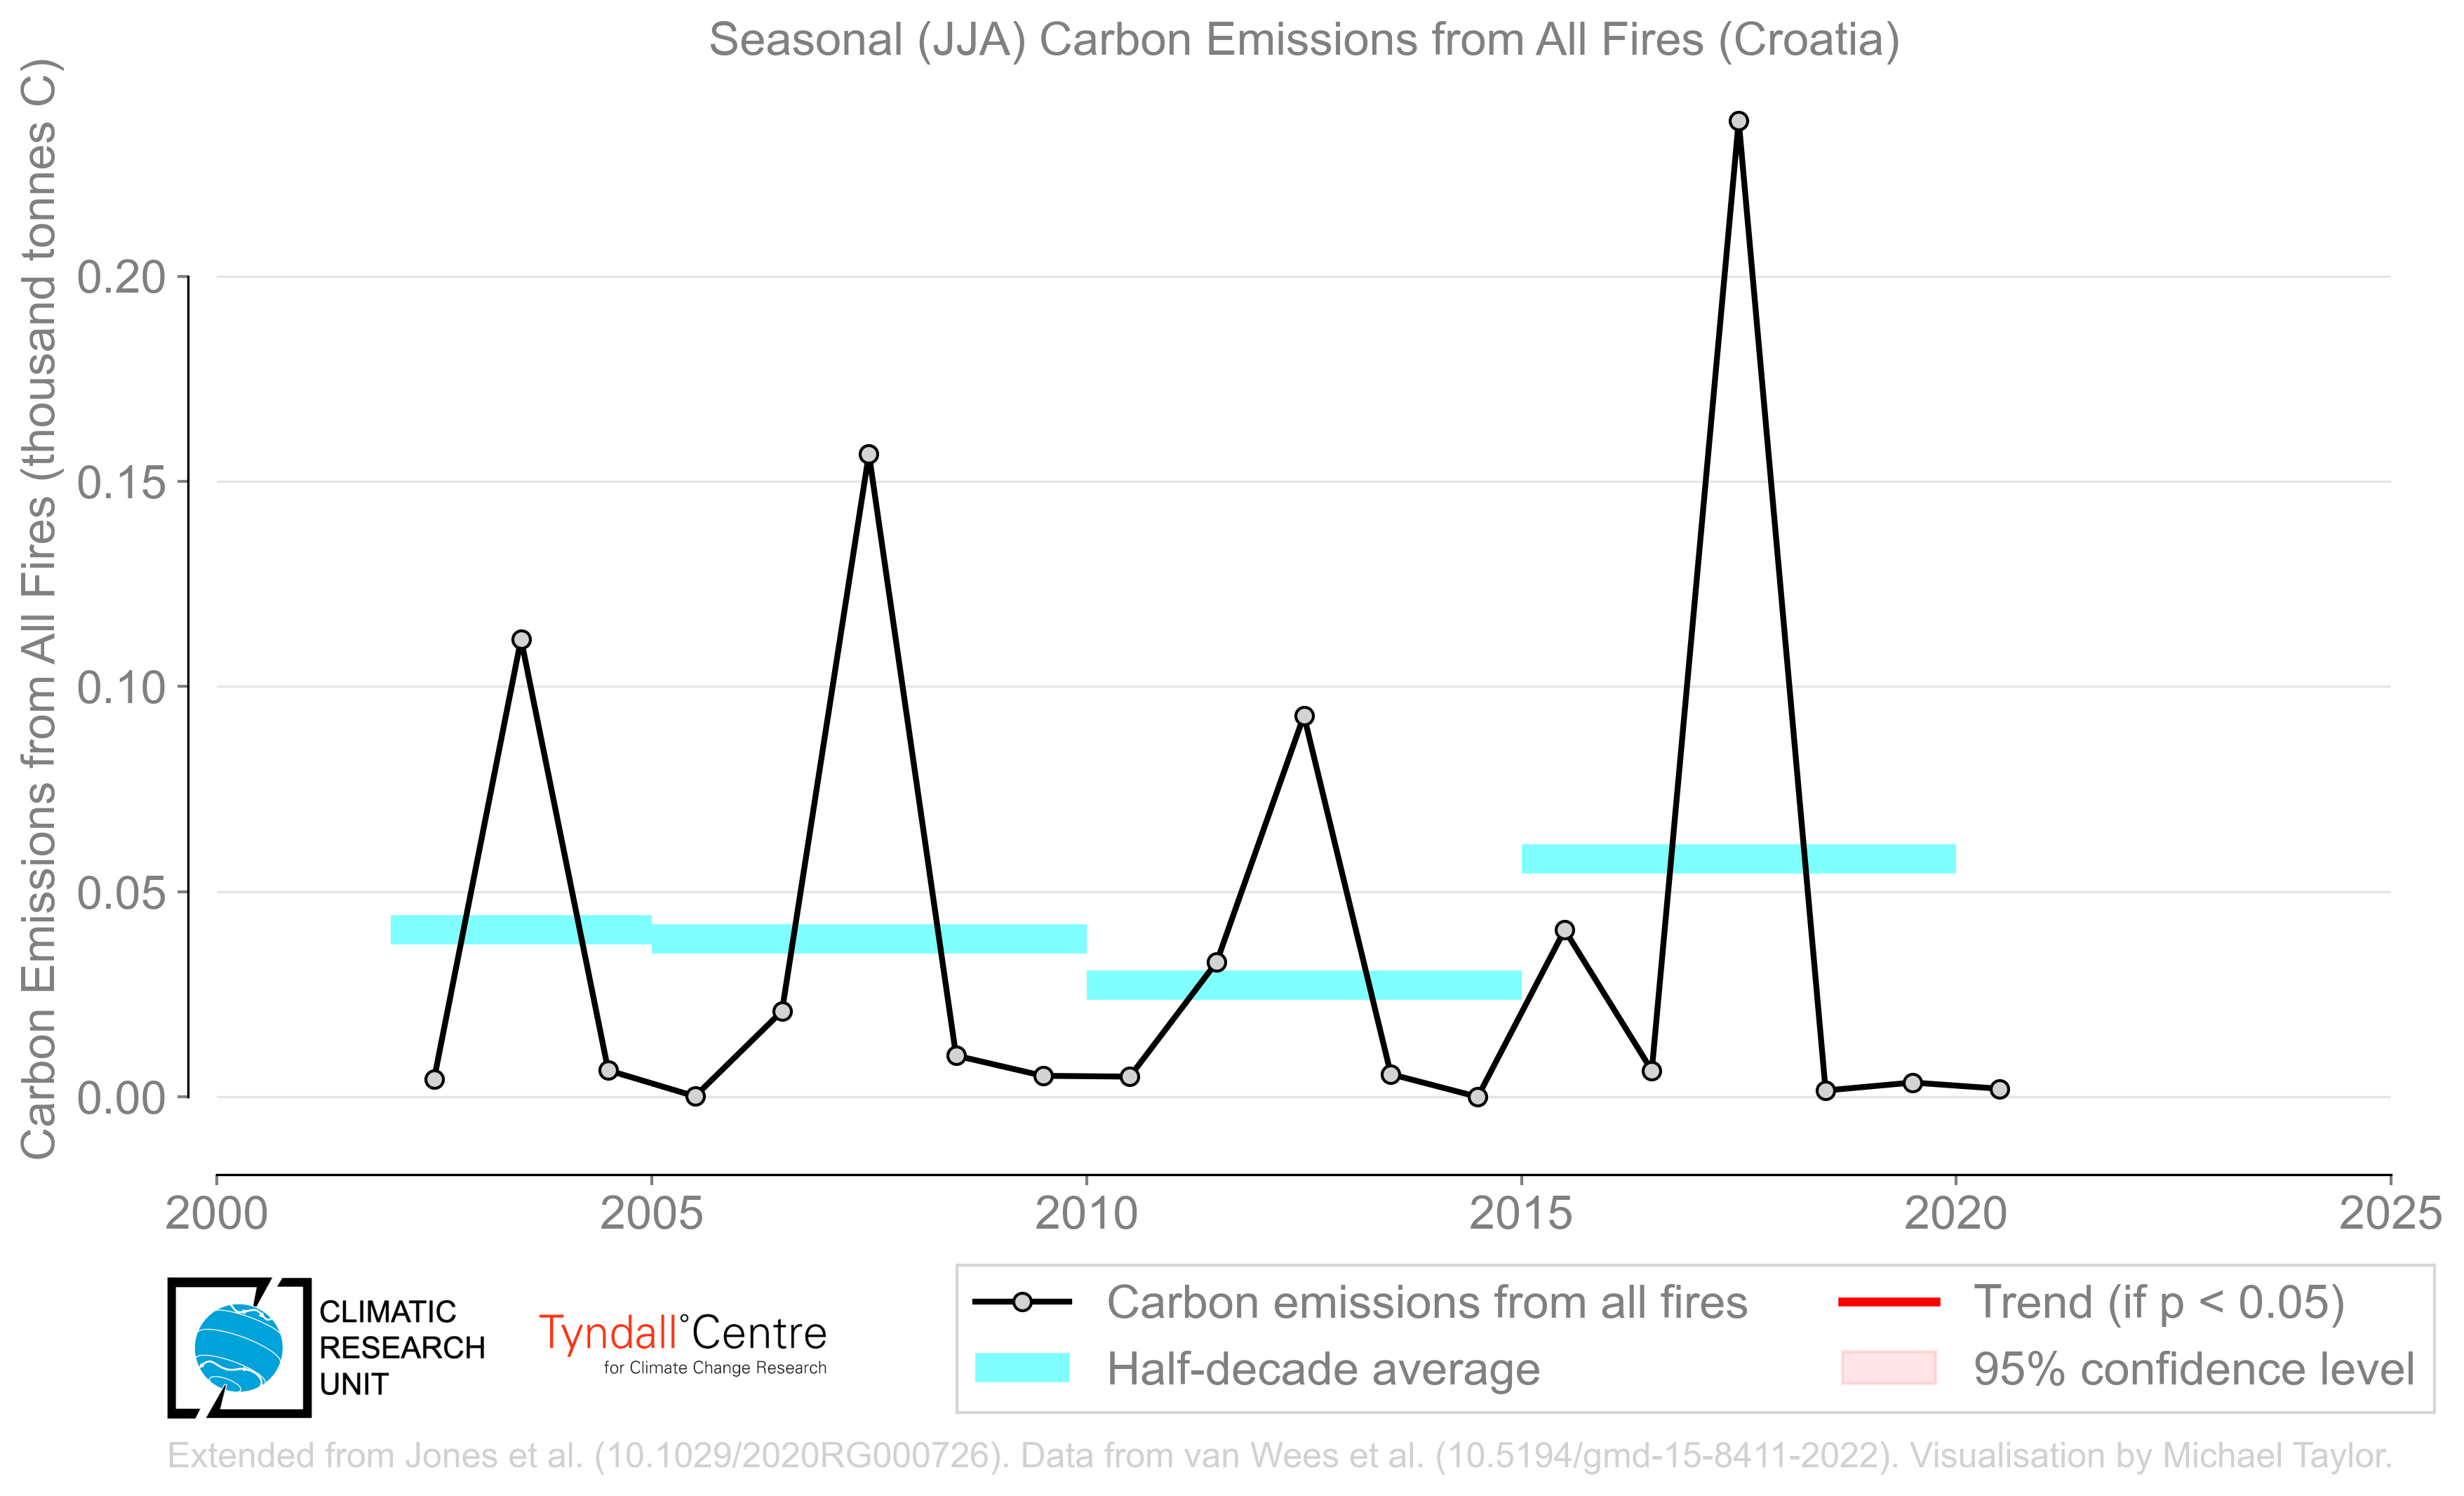 Seasonal (JJA) Carbon Emissions from All Fires (Croatia)
Carbon Emissions from All Fires (thousand tonnes C)
0.20
0.15
0.10
0.05
0.00
2000 2005 2010 2015 2020 2025
CLIMATIC
RESEARCH
UNIT
Tyndall°Centre
for Climate Change Research
Carbon emissions from all fires
Half-decade average
Trend (if p < 0.05)
95% confidence level
Extended from Jones et al. (10.1029/2020RG000726). Data from van Wees et al. (10.5194/gmd-15-8411-2022). Visualisation by Michael Taylor.